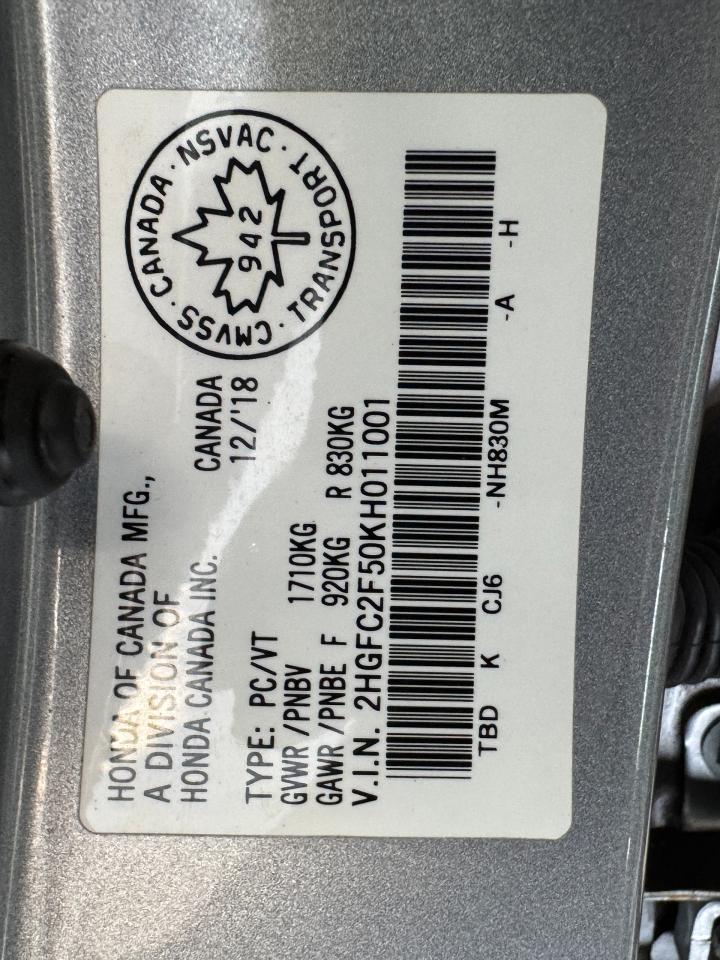 HONDA OF CANADA MFG.,
A DIVISION OF
HONDA CANADA INC.
CANADA
12/'18
CMVSS · CANADA · NSVAC · TRANSPORT ·
942
TYPE: PC/VT
GVWR /PNBV 1710KG
GAWR /PNBE F 920KG R 830KG
V.I.N. 2HGFC2F50KH011001
TBD K CJ6 -NH830M -A -H